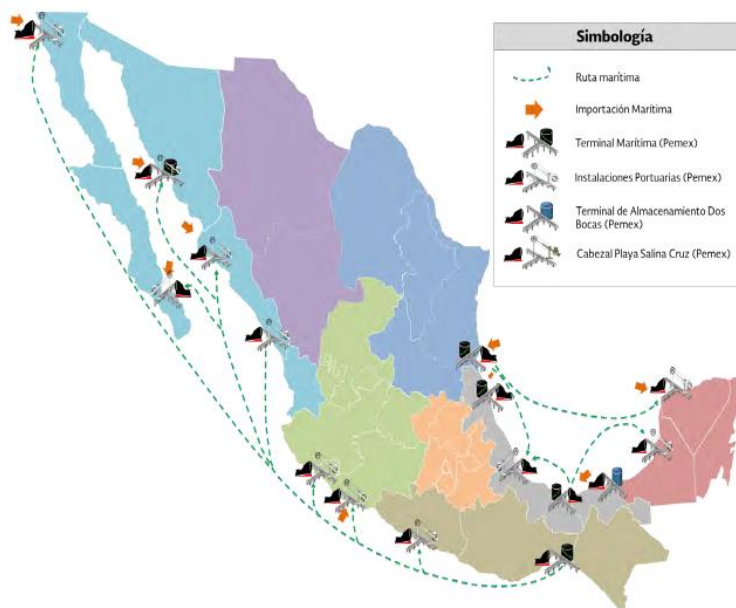 Simbología
Ruta marítima
Importación Marítima
Terminal Marítima (Pemex)
Instalaciones Portuarias (Pemex)
Terminal de Almacenamiento Dos
Bocas (Pemex)
Cabezal Playa Salina Cruz (Pemex)